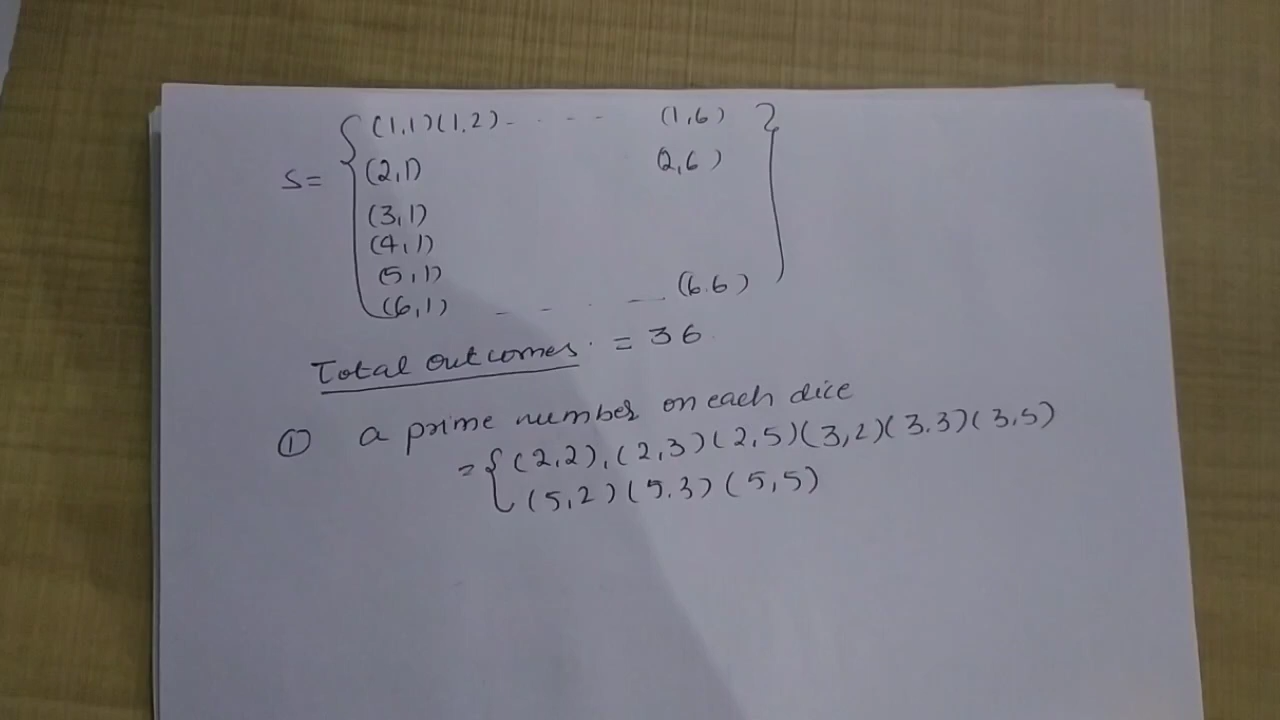 S = { (1,1)(1,2) - - - - (1,6) }
(2,1) (2,6)
(3,1)
(4,1)
(5,1)
(6,1) - - - - (6.6)
Total outcomes. = 36.
① a prime number on each dice
= { (2,2), (2,3)(2,5)(3,2)(3.3)(3,5)
(5,2)(5.3)(5,5)